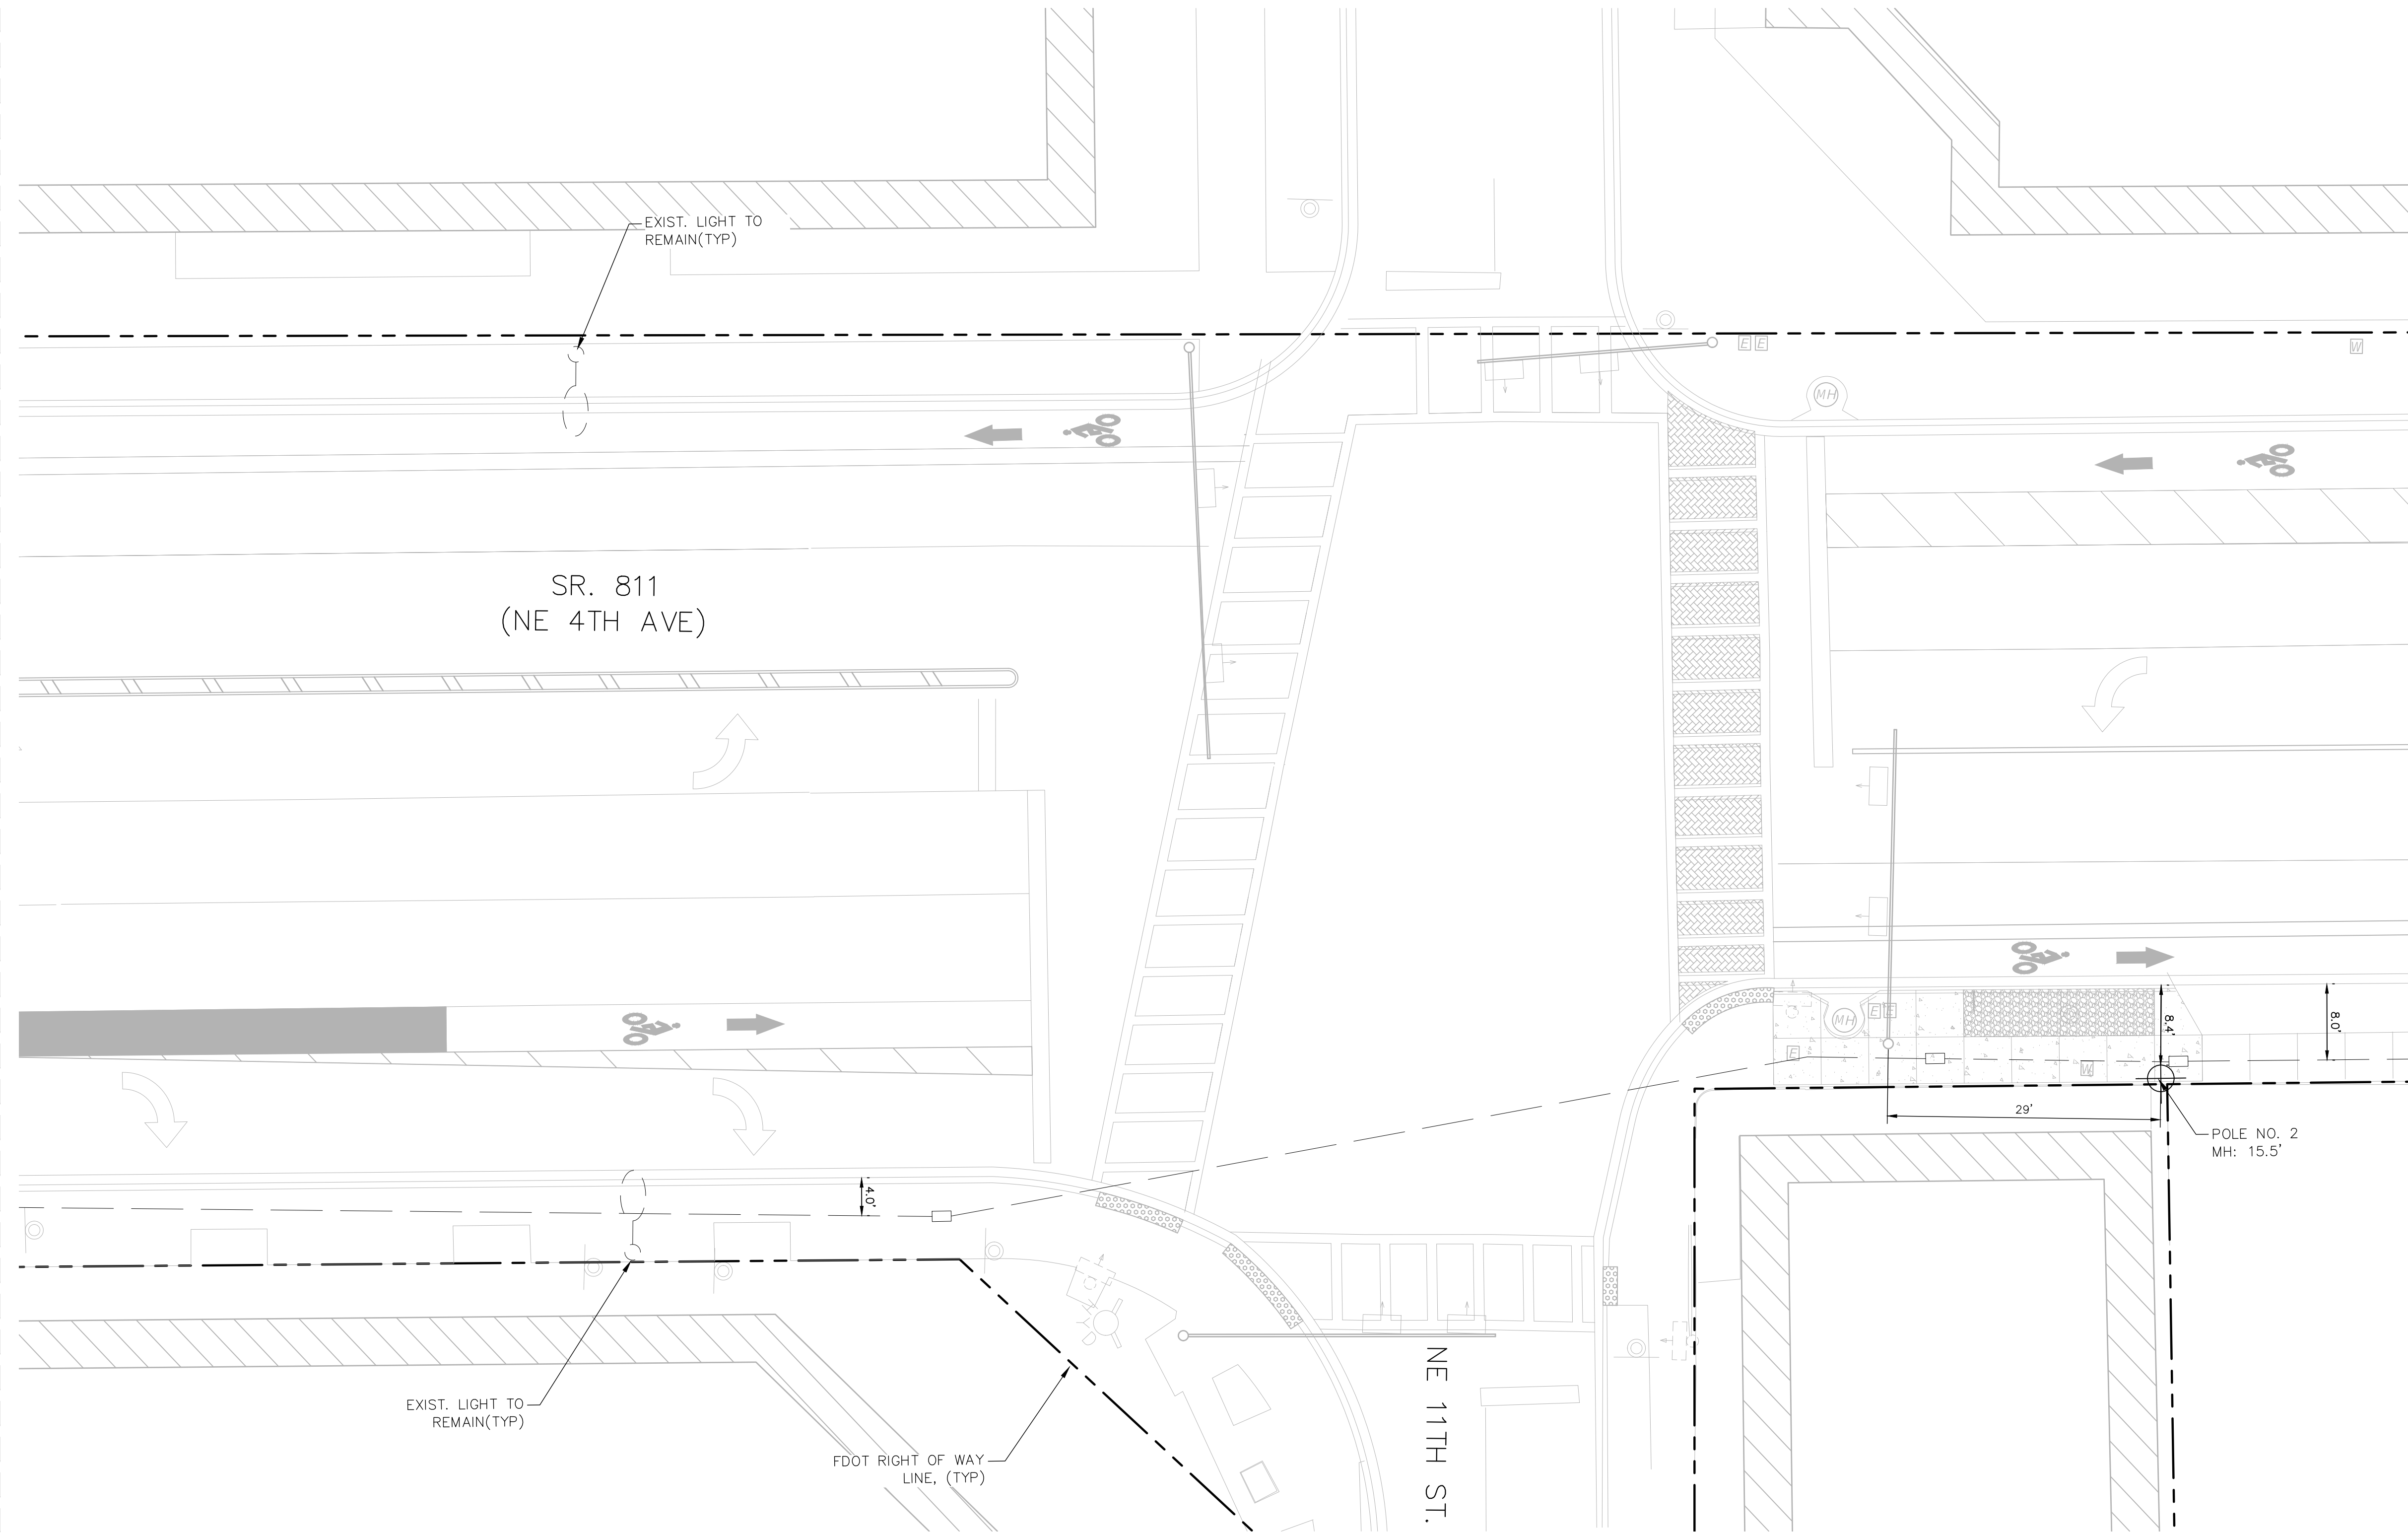 EXIST. LIGHT TO
REMAIN(TYP)
E E
W
MH
SR. 811
(NE 4TH AVE)
MH
E E
E
W
8.4'
8.0'
29'
POLE NO. 2
MH: 15.5'
4.0'
EXIST. LIGHT TO
REMAIN(TYP)
FDOT RIGHT OF WAY
LINE, (TYP)
NE 11TH ST.